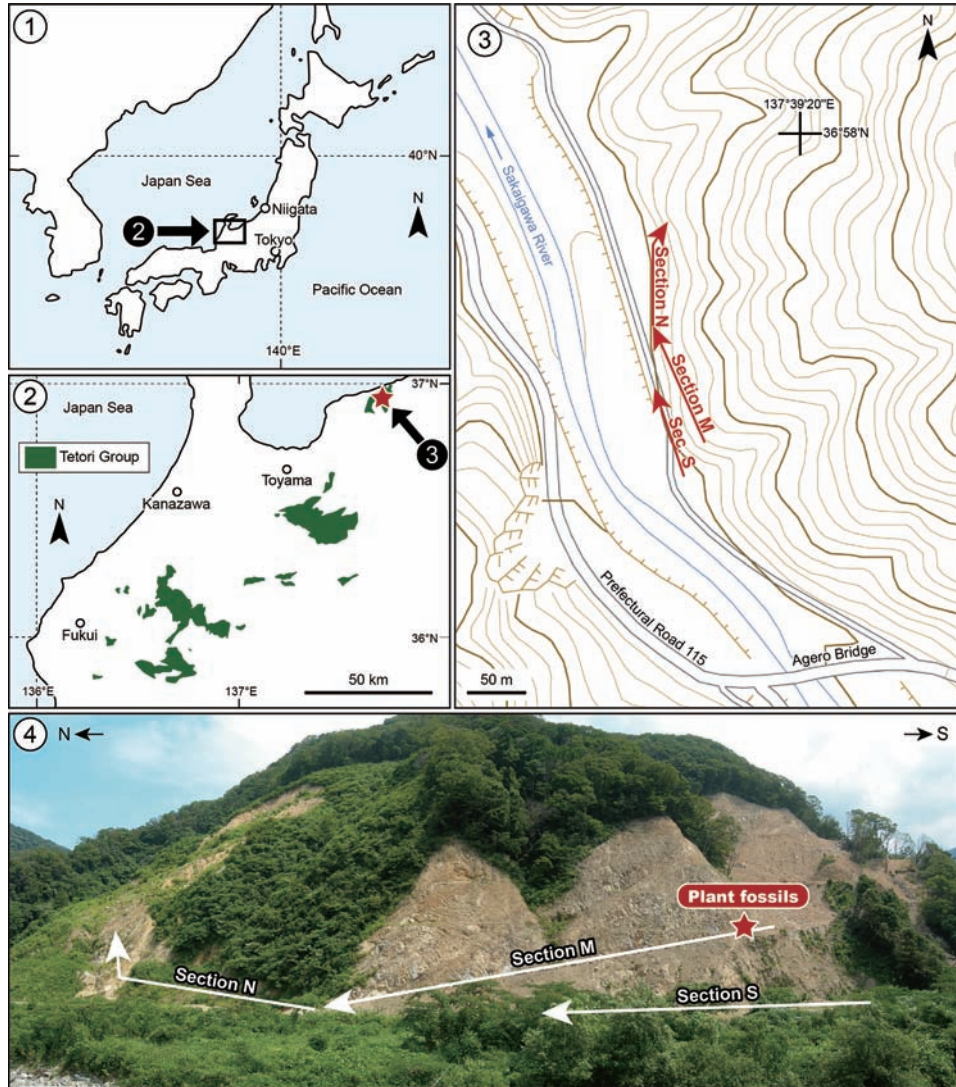 1
Japan Sea
40°N
N
Niigata
2
Tokyo
Pacific Ocean
140°E
2
Japan Sea
37°N
Tetori Group
3
Toyama
Kanazawa
N
Fukui
36°N
136°E
137°E
50 km
3
N
137°39'20"E
36°58'N
Sakaigawa River
Section N
Section M
Sec. S
Prefectural Road 115
Agero Bridge
50 m
4
N
S
Plant fossils
Section M
Section N
Section S